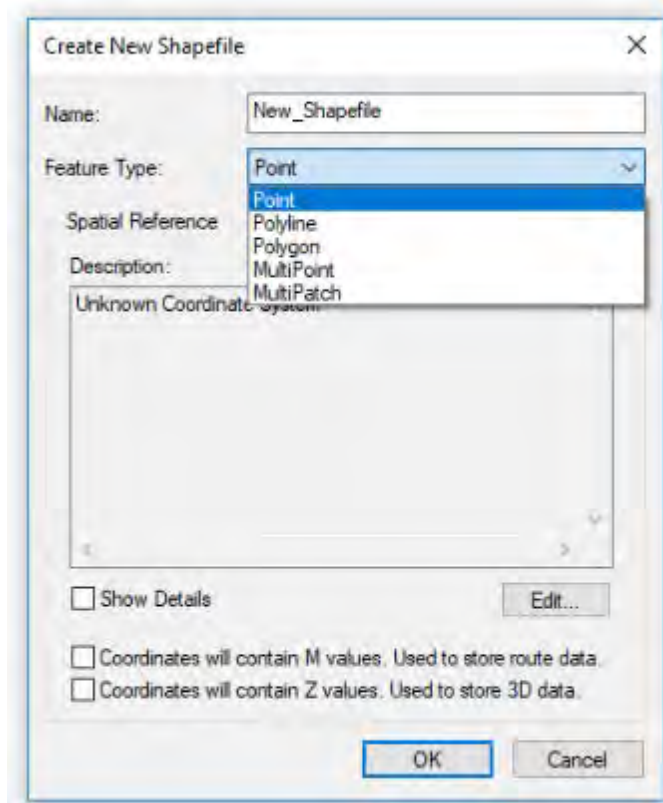 Create New Shapefile
Name: New_Shapefile
Feature Type: Point
Point
Polyline
Polygon
MultiPoint
MultiPatch
Spatial Reference
Description:
Unknown Coordinate System
Show Details Edit...
Coordinates will contain M values. Used to store route data.
Coordinates will contain Z values. Used to store 3D data.
OK Cancel